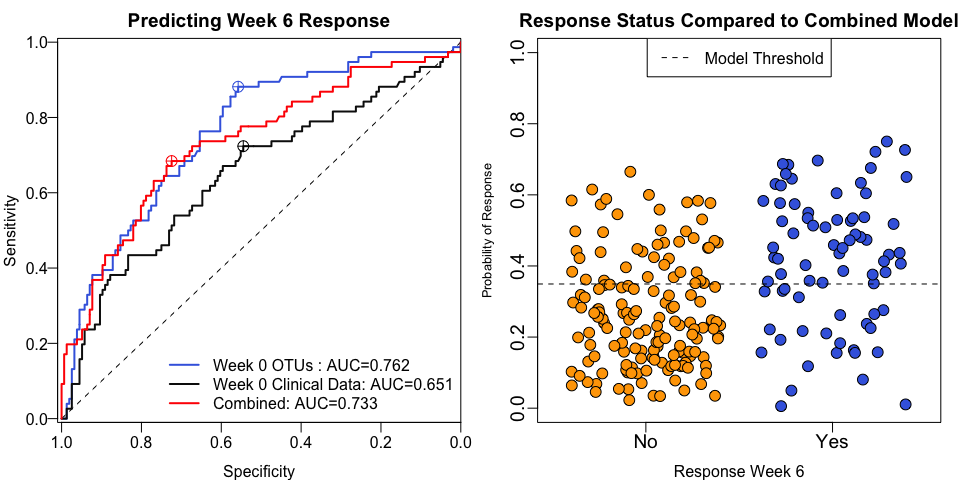 Predicting Week 6 Response
1.0
0.8
0.6
0.4
0.2
0.0
Sensitivity
Week 0 OTUs : AUC=0.762
Week 0 Clinical Data: AUC=0.651
Combined: AUC=0.733
1.0 0.8 0.6 0.4 0.2 0.0
Specificity
Response Status Compared to Combined Model
Model Threshold
1.0
0.8
0.6
0.4
0.2
0.0
Probability of Response
No Yes
Response Week 6